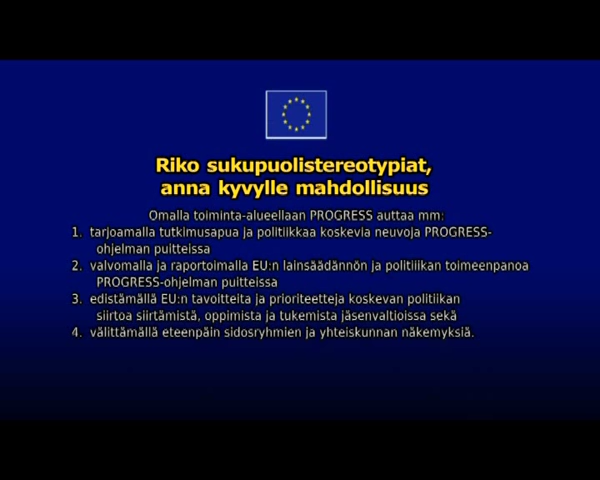 Riko sukupuolistereotypiat,
anna kyvylle mahdollisuus
Omalla toiminta-alueellaan PROGRESS auttaa mm:
1. tarjoamalla tutkimusapua ja politiikkaa koskevia neuvoja PROGRESS-
ohjelman puitteissa
2. valvomalla ja raportoimalla EU:n lainsäädännön ja politiikan toimeenpanoa
PROGRESS-ohjelman puitteissa
3. edistämällä EU:n tavoitteita ja prioriteetteja koskevan politiikan
siirtoa siirtämistä, oppimista ja tukemista jäsenvaltioissa sekä
4. välittämällä eteenpäin sidosryhmien ja yhteiskunnan näkemyksiä.